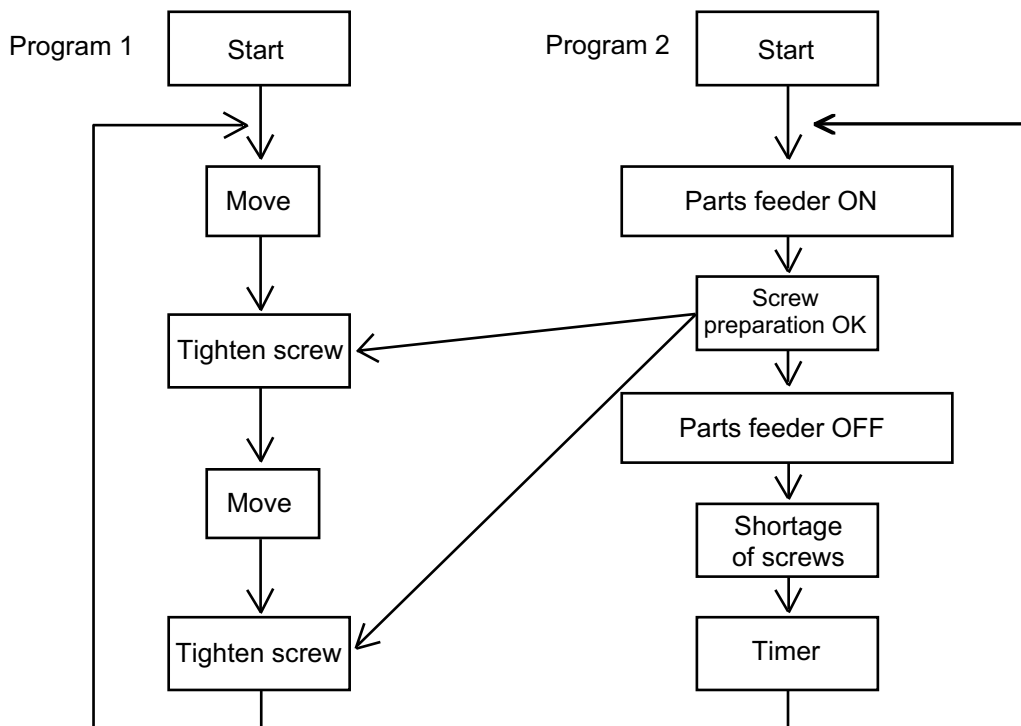 Program 1
Start
Move
Tighten screw
Move
Tighten screw
Program 2
Start
Parts feeder ON
Screw
preparation OK
Parts feeder OFF
Shortage
of screws
Timer